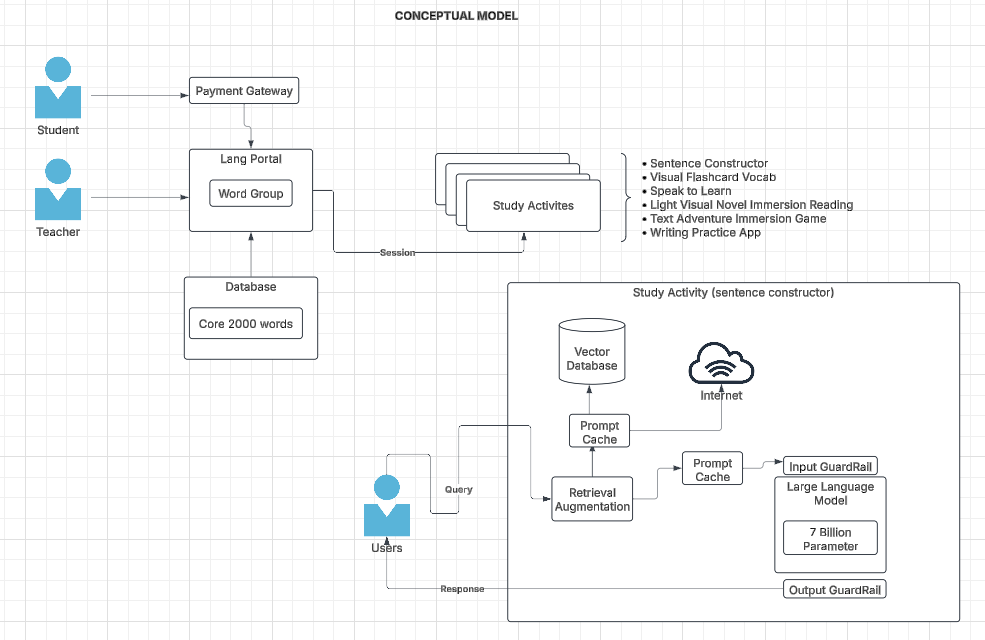 CONCEPTUAL MODEL
Student
Payment Gateway
Teacher
Lang Portal
Word Group
Session
Study Activites
• Sentence Constructor
• Visual Flashcard Vocab
• Speak to Learn
• Light Visual Novel Immersion Reading
• Text Adventure Immersion Game
• Writing Practice App
Database
Core 2000 words
Study Activity (sentence constructor)
Vector
Database
Internet
Prompt
Cache
Query
Users
Retrieval
Augmentation
Prompt
Cache
Input GuardRail
Large Language
Model
7 Billion
Parameter
Response
Output GuardRail